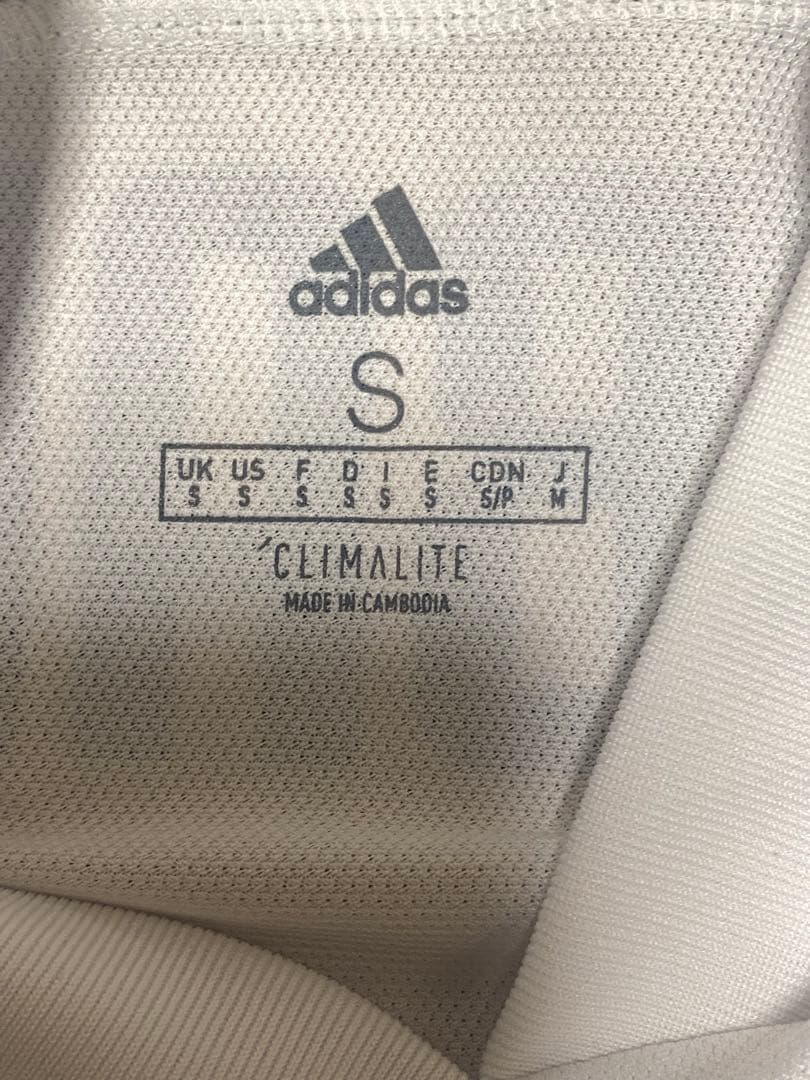 adidas
S
UK US F D I E CDN J
S S S S S S S/P M
CLIMALITE
MADE IN CAMBODIA